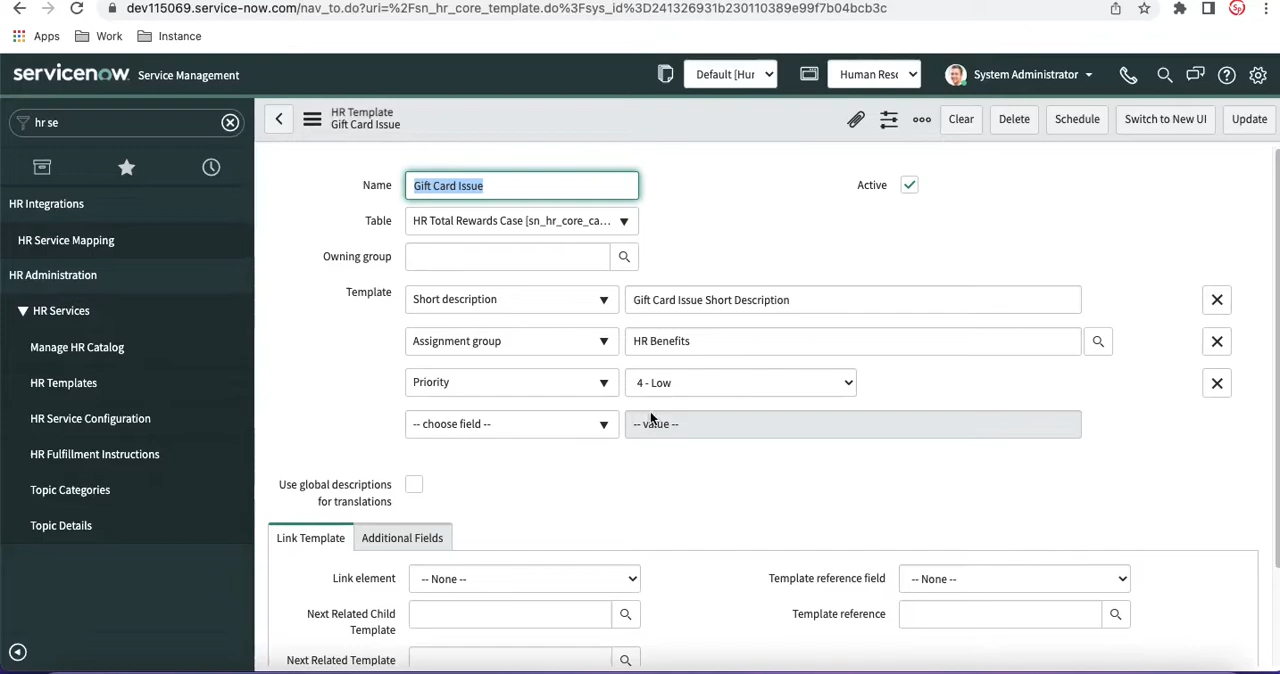 dev115069.service-now.com/nav_to.do?uri=%2Fsn_hr_core_template.do%3Fsys_id%3D241326931b230110389e99f7b04bcb3c
Sp
Apps Work Instance
servicenow Service Management
Default [Hur
Human Resc
System Administrator
hr se
HR Template
Gift Card Issue
Clear
Delete
Schedule
Switch to New UI
Update
HR Integrations
HR Service Mapping
HR Administration
HR Services
Manage HR Catalog
HR Templates
HR Service Configuration
HR Fulfillment Instructions
Topic Categories
Topic Details
Name Gift Card Issue
Active
Table HR Total Rewards Case [sn_hr_core_ca...
Owning group
Template
Short description Gift Card Issue Short Description
Assignment group HR Benefits
Priority 4 - Low
-- choose field -- -- value --
Use global descriptions
for translations
Link Template Additional Fields
Link element -- None --
Template reference field -- None --
Next Related Child
Template
Template reference
Next Related Template